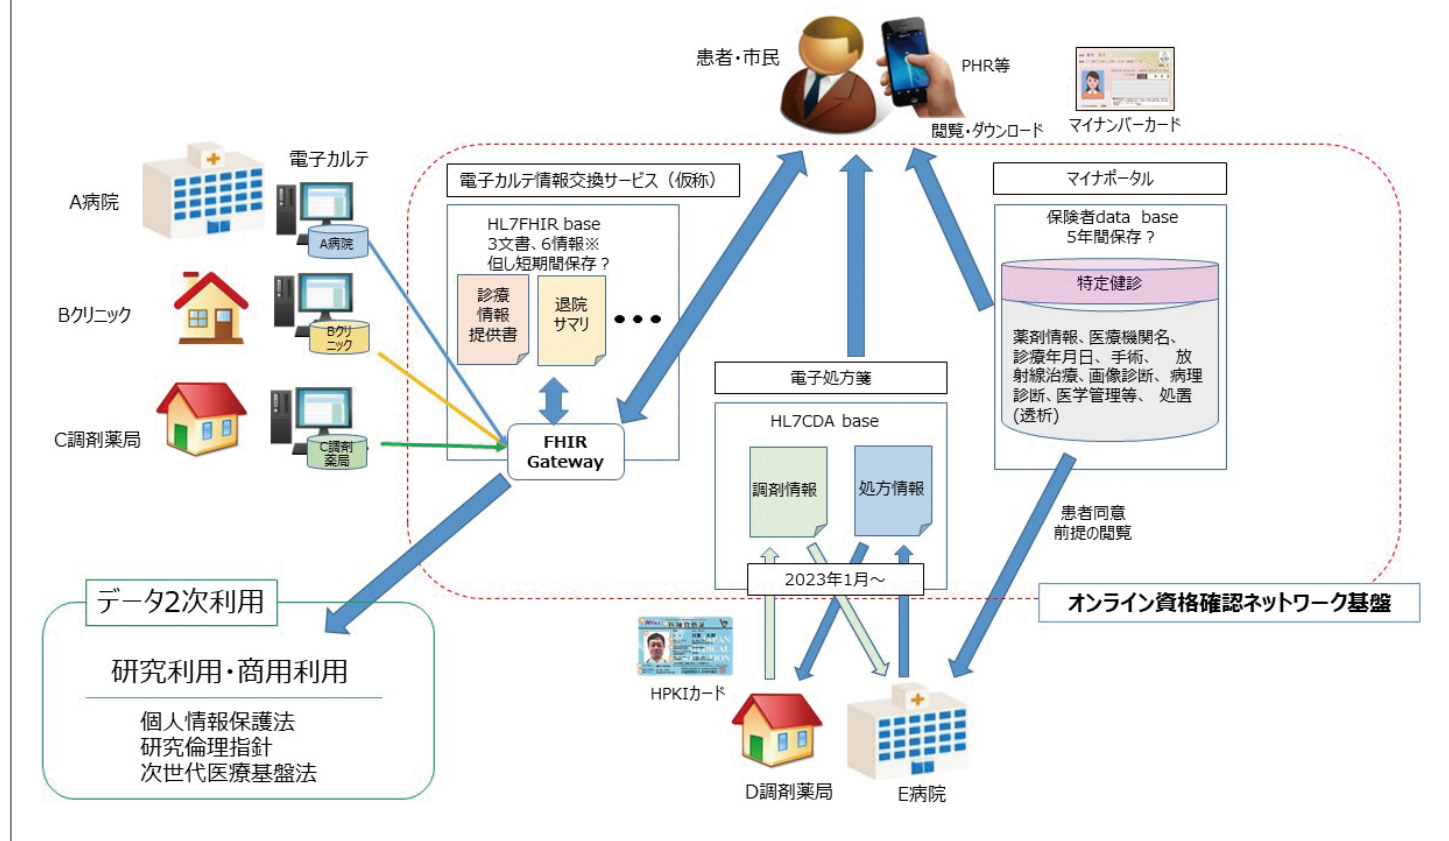 患者・市民
PHR等
閲覧・ダウンロード
マイナンバーカード
電子カルテ
A病院
A病院
Bクリニック
Bクリ
ニック
C調剤薬局
C調剤
薬局
電子カルテ情報交換サービス（仮称）
HL7FHIR base
3文書、6情報※
但し短期間保存？
診療
情報
提供書
退院
サマリ
●●●
FHIR
Gateway
マイナポータル
保険者data base
5年間保存？
特定健診
薬剤情報、医療機関名、
診療年月日、手術、 放
射線治療、画像診断、病理
診断、医学管理等、 処置
(透析)
電子処方箋
HL7CDA base
調剤情報
処方情報
2023年1月～
患者同意
前提の閲覧
オンライン資格確認ネットワーク基盤
データ2次利用
研究利用・商用利用
個人情報保護法
研究倫理指針
次世代医療基盤法
HPKIカード
D調剤薬局
E病院